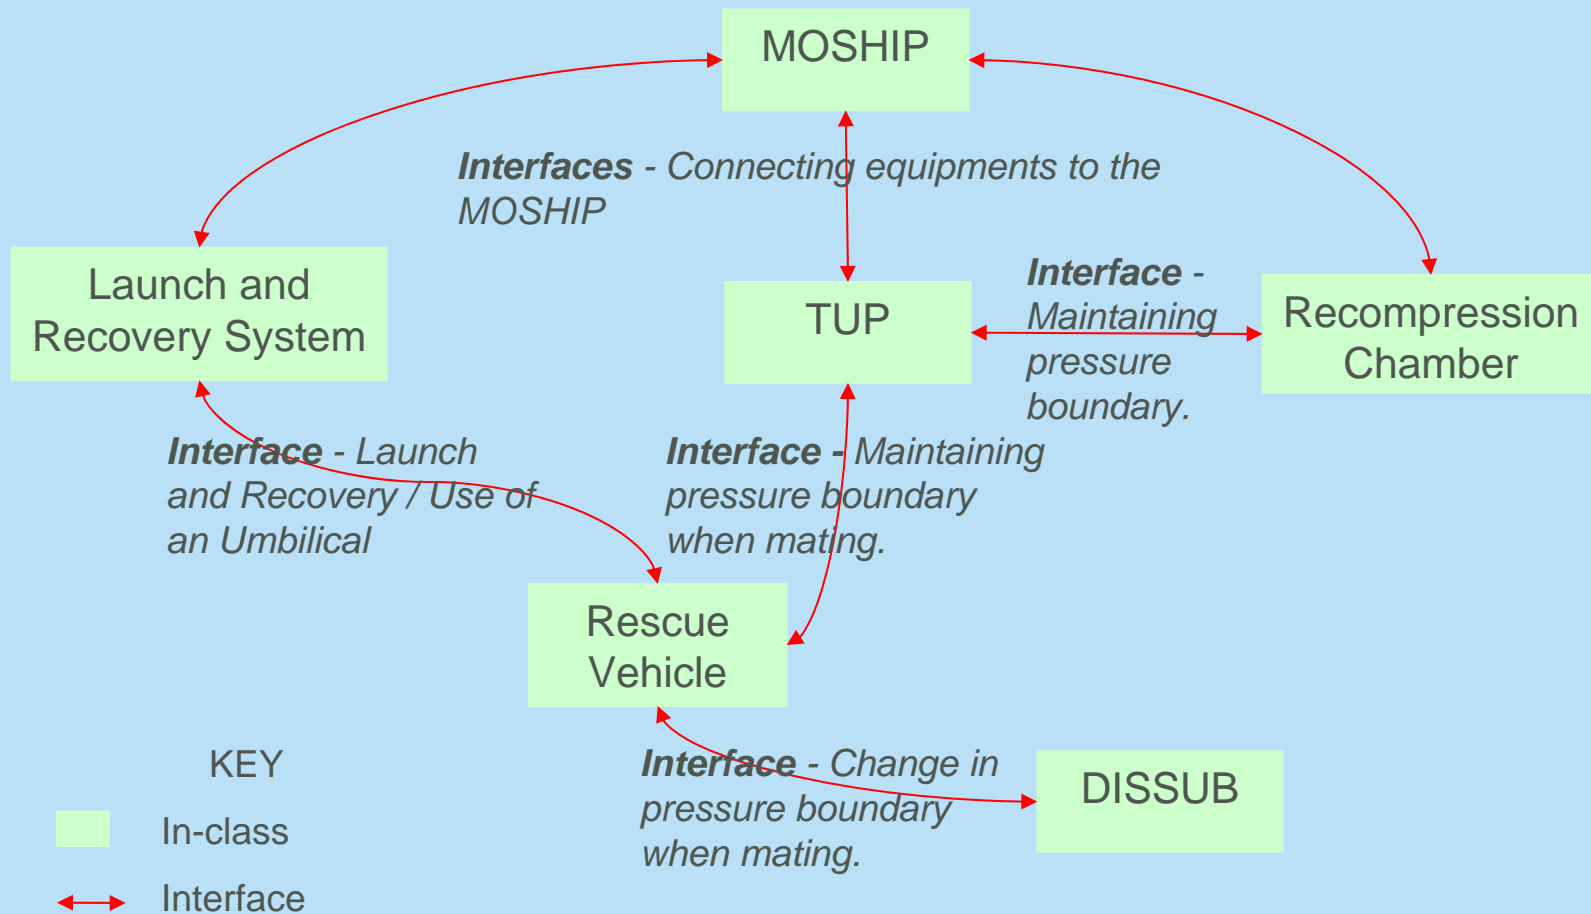 MOSHIP
Interfaces - Connecting equipments to the
MOSHIP
Launch and
Recovery System
TUP
Interface -
Maintaining
pressure
boundary.
Recompression
Chamber
Interface - Launch
and Recovery / Use of
an Umbilical
Interface - Maintaining
pressure boundary
when mating.
Rescue
Vehicle
Interface - Change in
pressure boundary
when mating.
DISSUB
KEY
In-class
Interface